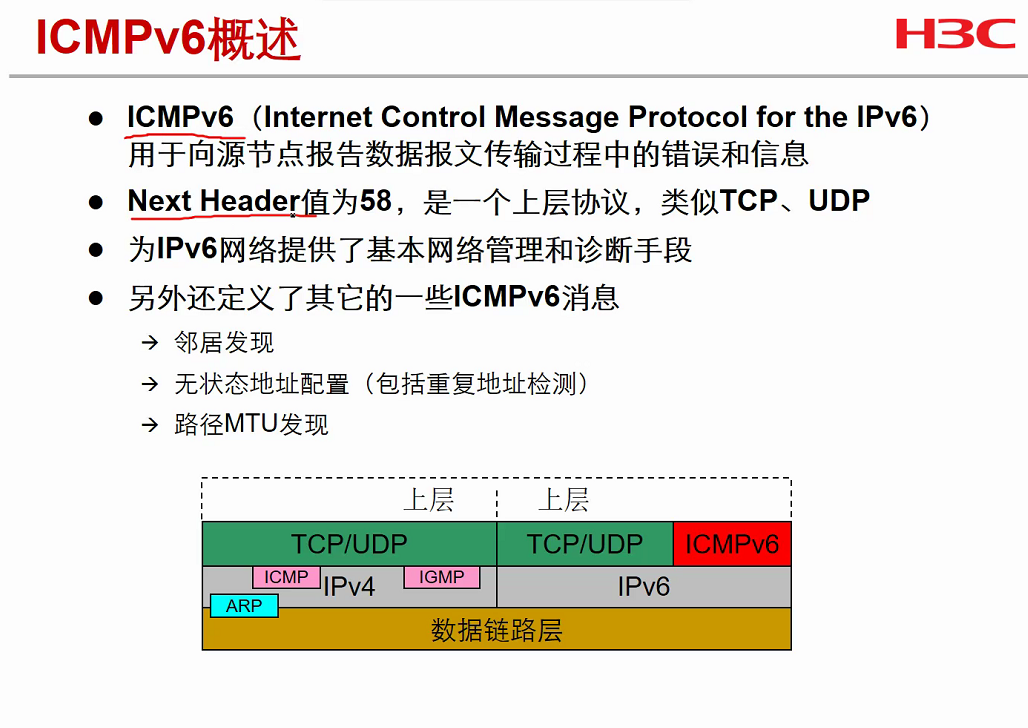 ICMPv6概述
H3C
ICMPv6（Internet Control Message Protocol for the IPv6）
用于向源节点报告数据报文传输过程中的错误和信息
Next Header值为58，是一个上层协议，类似TCP、UDP
为IPv6网络提供了基本网络管理和诊断手段
另外还定义了其它的一些ICMPv6消息
邻居发现
无状态地址配置（包括重复地址检测）
路径MTU发现
上层 上层
TCP/UDP TCP/UDP ICMPv6
ICMP IPv4 IGMP IPv6
ARP
数据链路层